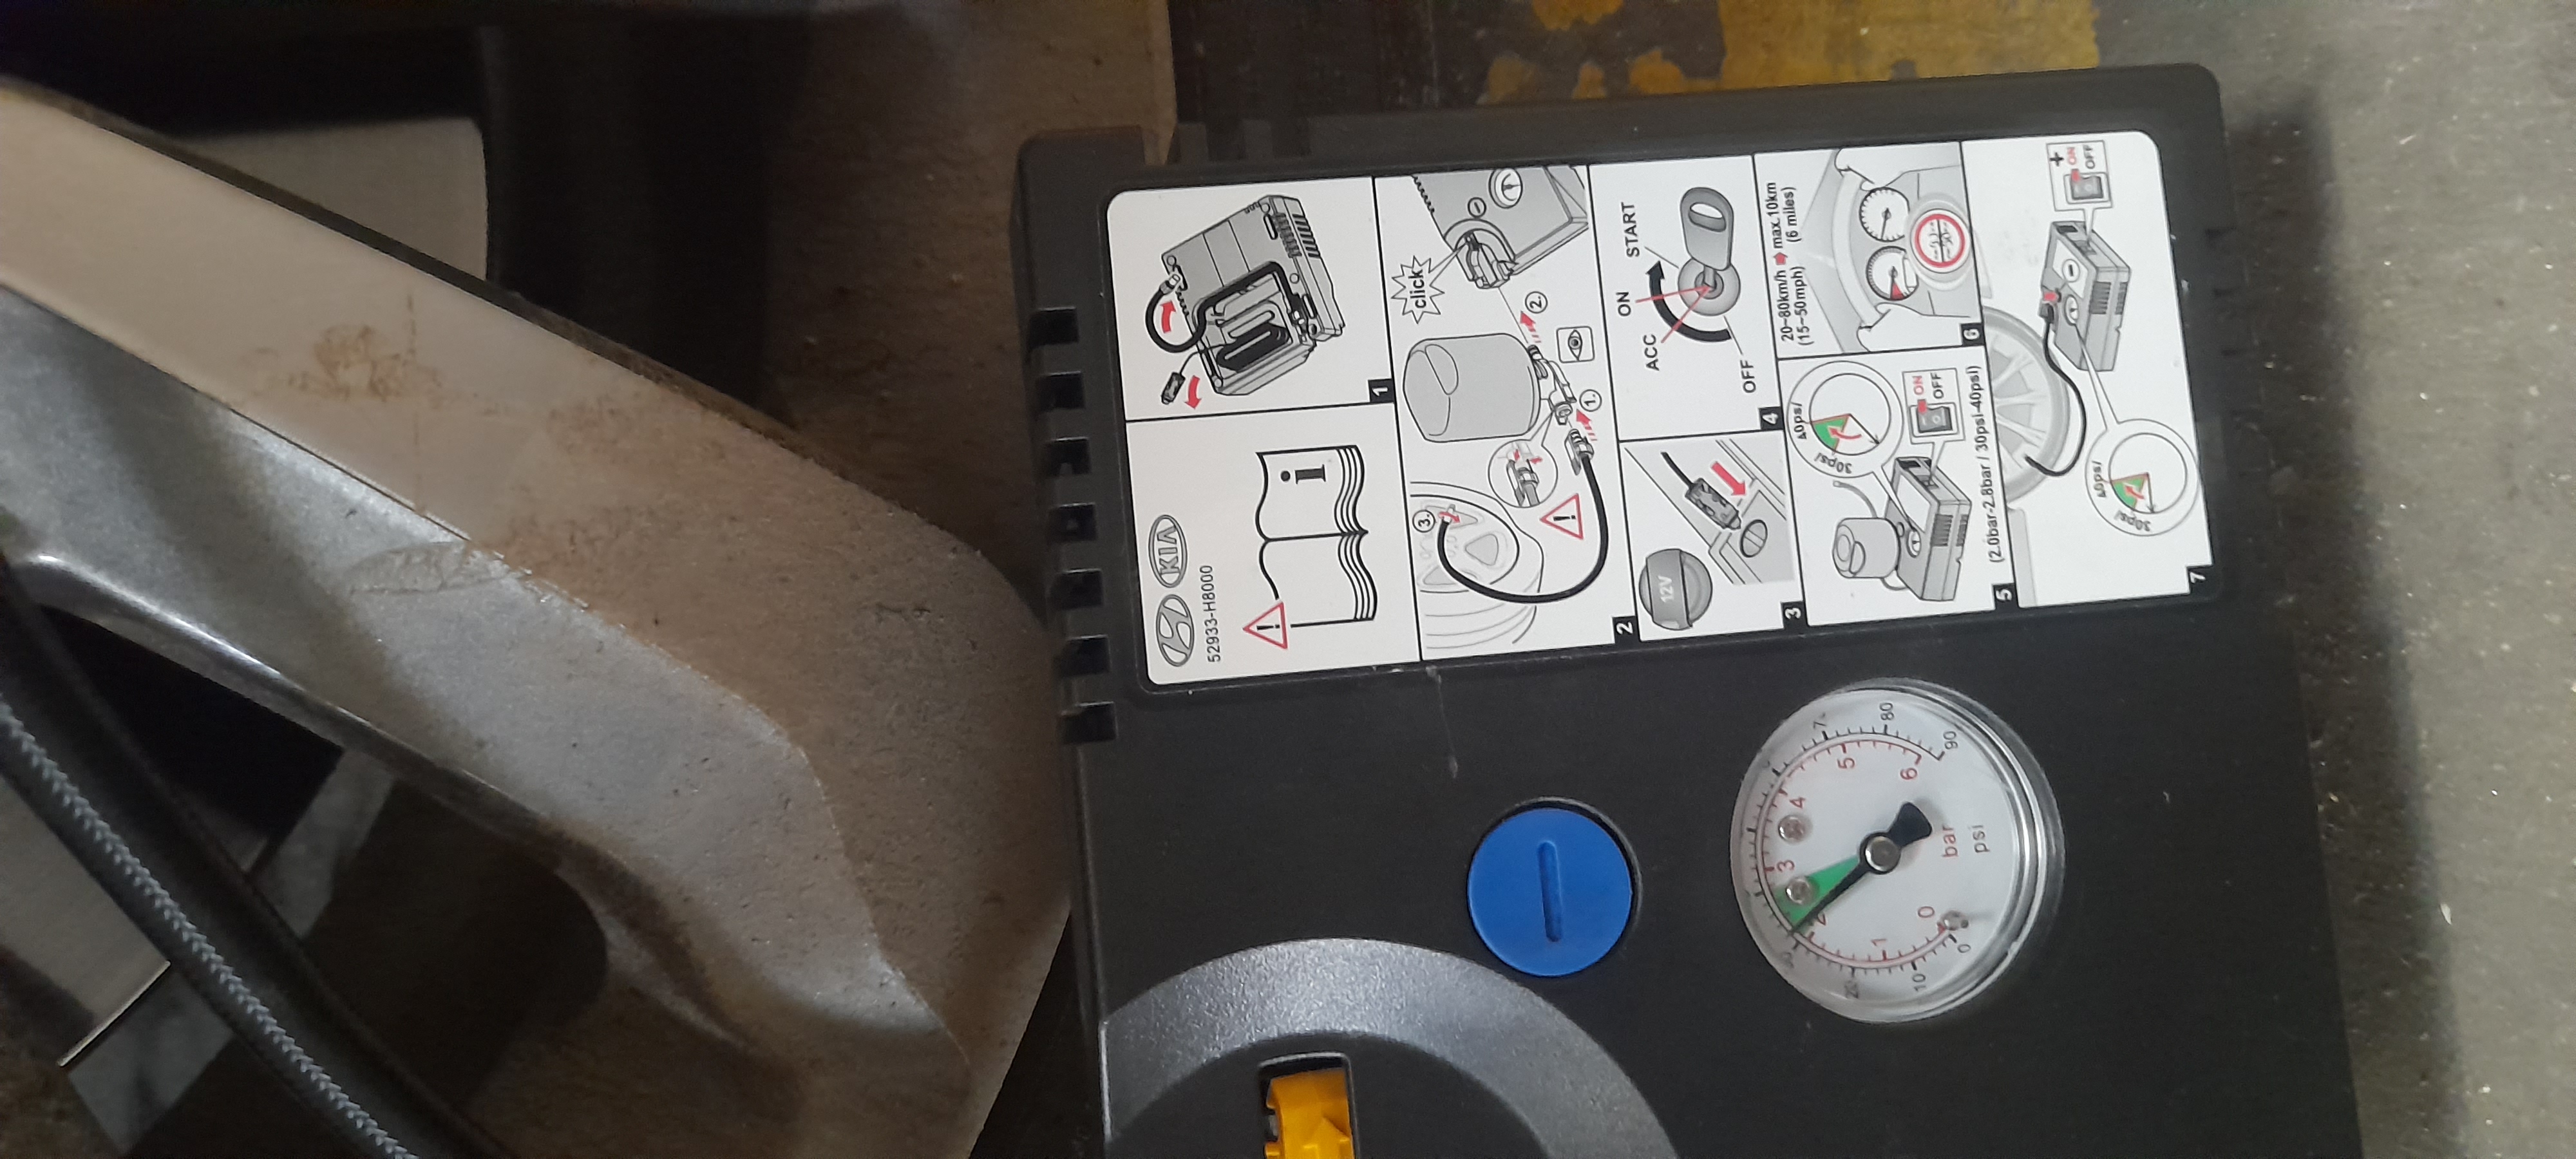 KIA
52933-H8000
i
1
3.
click
2.
1.
2
12V
3
ACC
ON
START
OFF
4
30psi
40psi
ON
OFF
(2.0bar-2.8bar / 30psi-40psi)
5
20~80km/h max.10km
(15~50mph) (6 miles)
6
30psi
40psi
+
ON
OFF
7
0
1
2
3
4
5
6
0
10
20
80
90
bar
psi